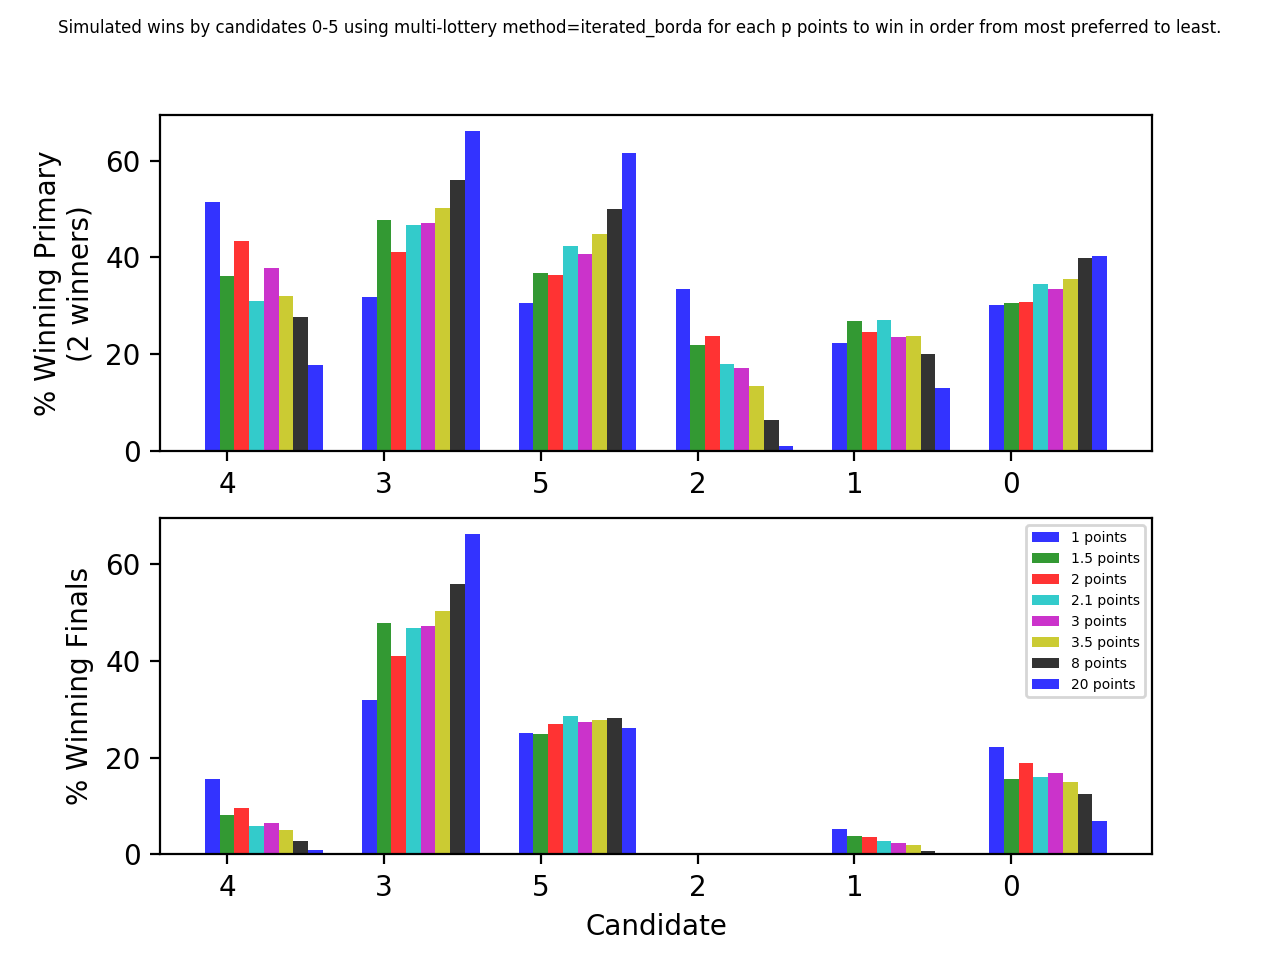 Simulated wins by candidates 0-5 using multi-lottery method=iterated_borda for each p points to win in order from most preferred to least.
% Winning Primary
(2 winners)
60
40
20
0
4 3 5 2 1 0
% Winning Finals
60
40
20
0
1 points
1.5 points
2 points
2.1 points
3 points
3.5 points
8 points
20 points
4 3 5 2 1 0
Candidate